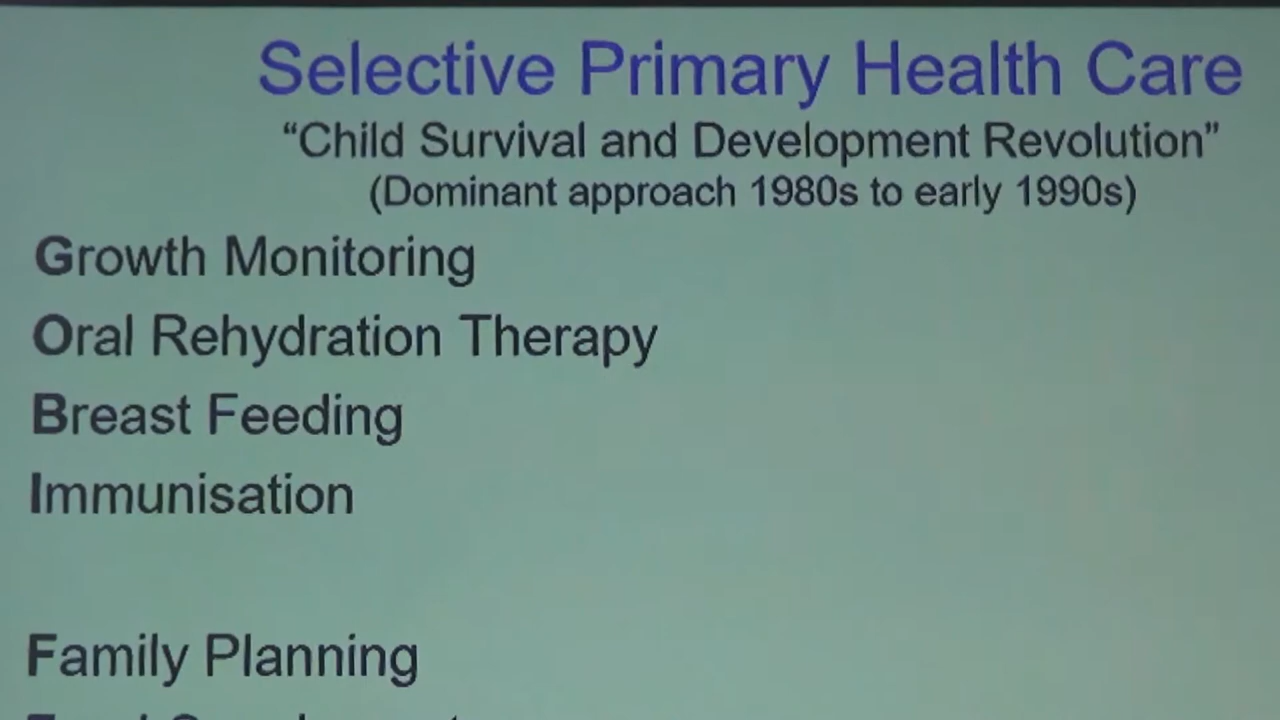 Selective Primary Health Care
“Child Survival and Development Revolution”
(Dominant approach 1980s to early 1990s)
Growth Monitoring
Oral Rehydration Therapy
Breast Feeding
Immunisation
Family Planning